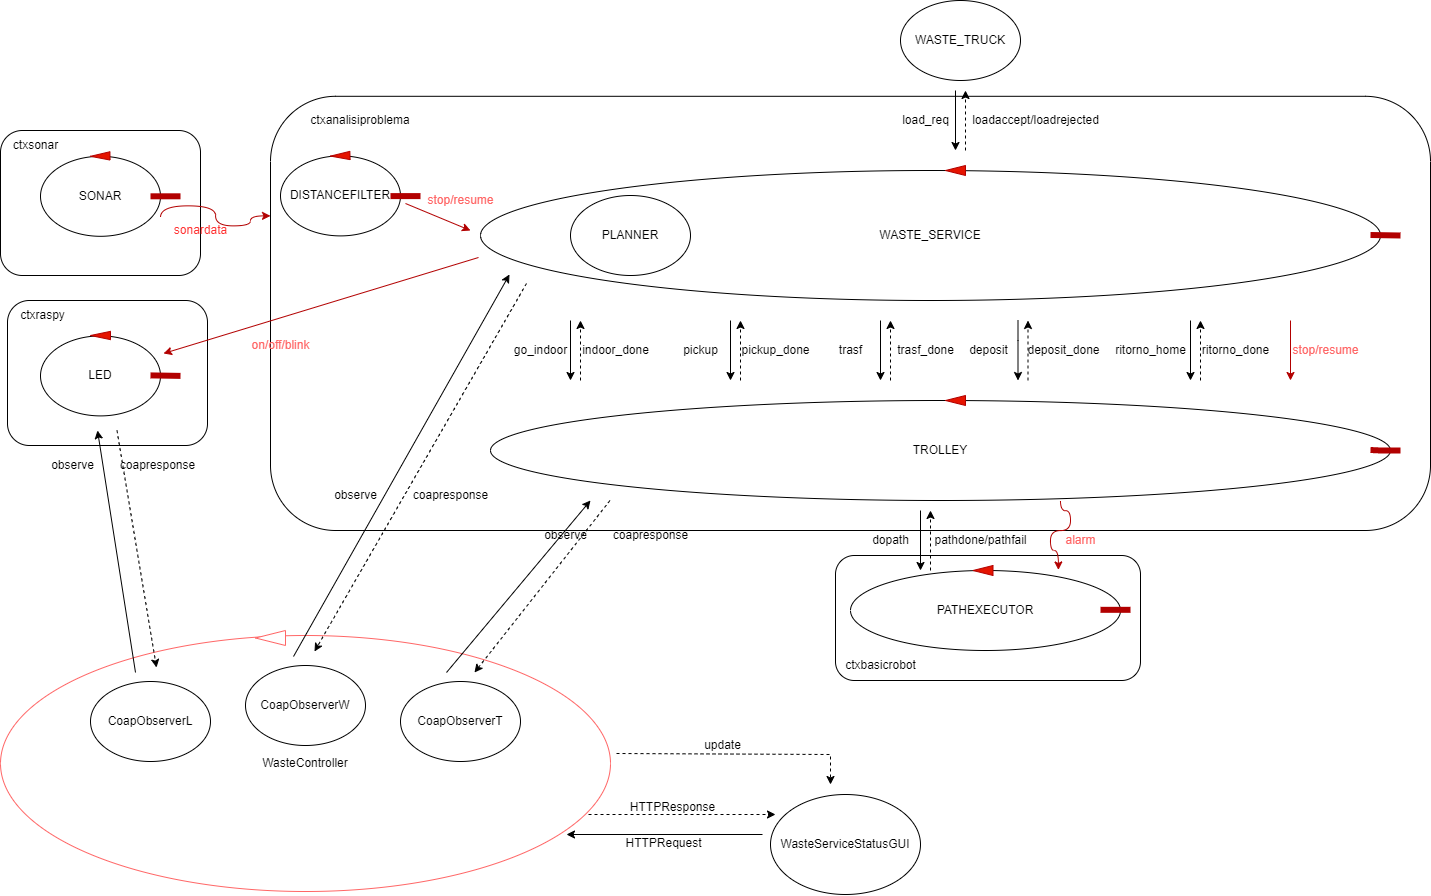 WASTE_TRUCK
ctxanalisiproblema
load_req
loadaccept/loadrejected
ctxsonar
SONAR
sonardata
DISTANCEFILTER
stop/resume
PLANNER
WASTE_SERVICE
ctxraspy
LED
on/off/blink
go_indoor
indoor_done
pickup
pickup_done
trasf
trasf_done
deposit
deposit_done
ritorno_home
ritorno_done
stop/resume
TROLLEY
observe
coapresponse
observe
coapresponse
observe
coapresponse
dopath
pathdone/pathfail
alarm
PATHEXECUTOR
ctxbasicrobot
CoapObserverL
CoapObserverW
CoapObserverT
WasteController
update
HTTPResponse
HTTPRequest
WasteServiceStatusGUI